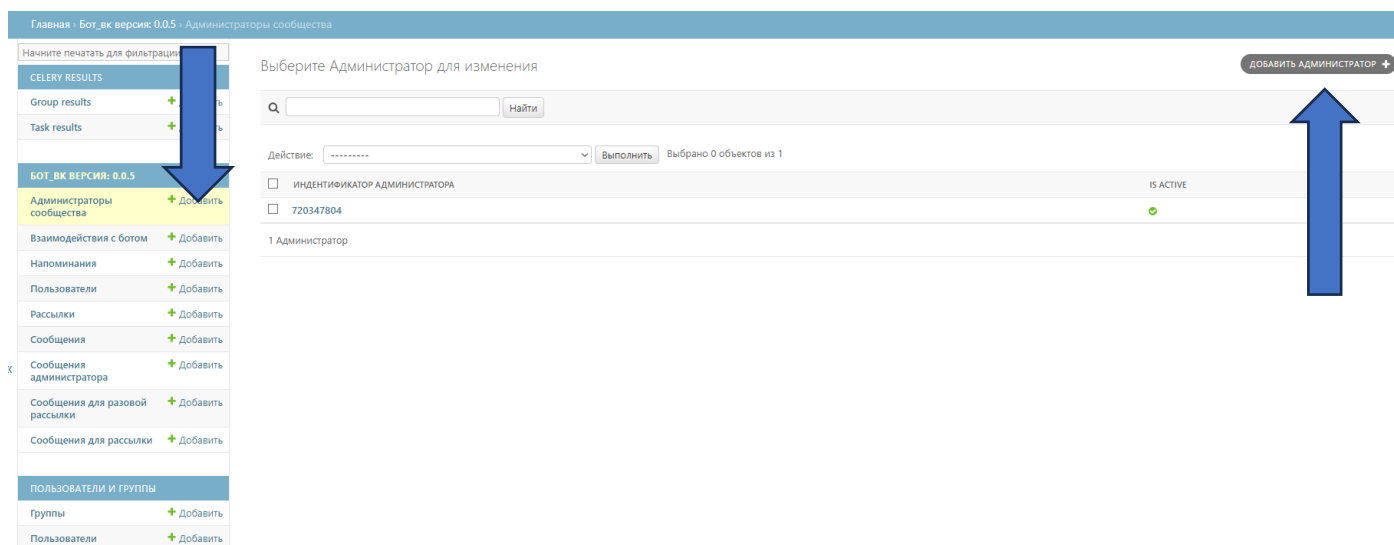 Главная › Бот_вк версия: 0.0.5 › Администраторы сообщества
Начните печатать для фильтрации
CELERY RESULTS
Group results +
Task results +
БОТ_ВК ВЕРСИЯ: 0.0.5
Администраторы сообщества + Добавить
Взаимодействия с ботом + Добавить
Напоминания + Добавить
Пользователи + Добавить
Рассылки + Добавить
Сообщения + Добавить
Сообщения администратора + Добавить
Сообщения для разовой рассылки + Добавить
Сообщения для рассылки + Добавить
ПОЛЬЗОВАТЕЛИ И ГРУППЫ
Группы + Добавить
Пользователи + Добавить
Выберите Администратор для изменения
ДОБАВИТЬ АДМИНИСТРАТОР +
Найти
Действие: --------- Выполнить Выбрано 0 объектов из 1
ИНДЕНТИФИКАТОР АДМИНИСТРАТОРА IS ACTIVE
720347804
1 Администратор